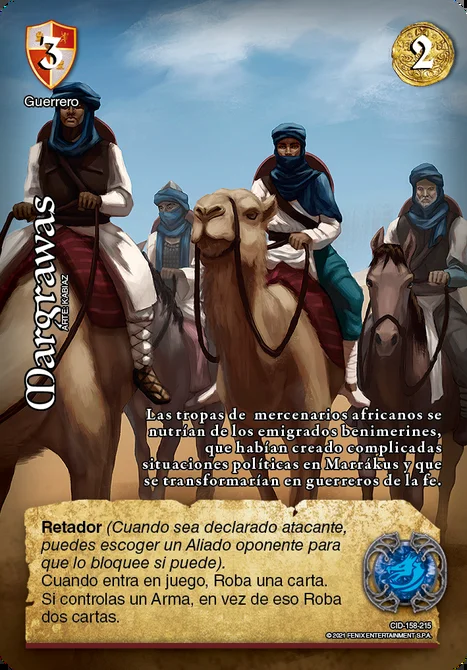 3
2
Guerrero
Margrawas
ARTE: KABIAZ
Las tropas de mercenarios africanos se
nutrían de los emigrados benimerines,
que habían creado complicadas
situaciones políticas en Marrákus y que
se transformarían en guerreros de la fe.
Retador (Cuando sea declarado atacante,
puedes escoger un Aliado oponente para
que lo bloquee si puede).
Cuando entra en juego, Roba una carta.
Si controlas un Arma, en vez de eso Roba
dos cartas.
CID-158-215
© 2021 FENIX ENTERTAINMENT S.P.A.